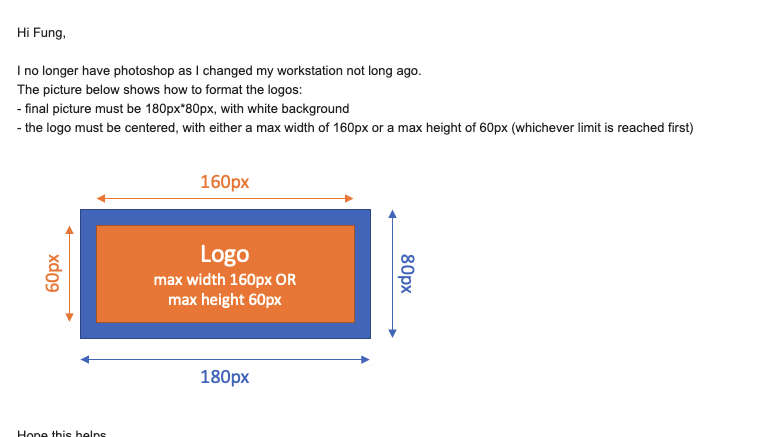 Hi Fung,
I no longer have photoshop as I changed my workstation not long ago.
The picture below shows how to format the logos:
- final picture must be 180px*80px, with white background
- the logo must be centered, with either a max width of 160px or a max height of 60px (whichever limit is reached first)
160px
60px
Logo
max width 160px OR
max height 60px
80px
180px
Hope this helps